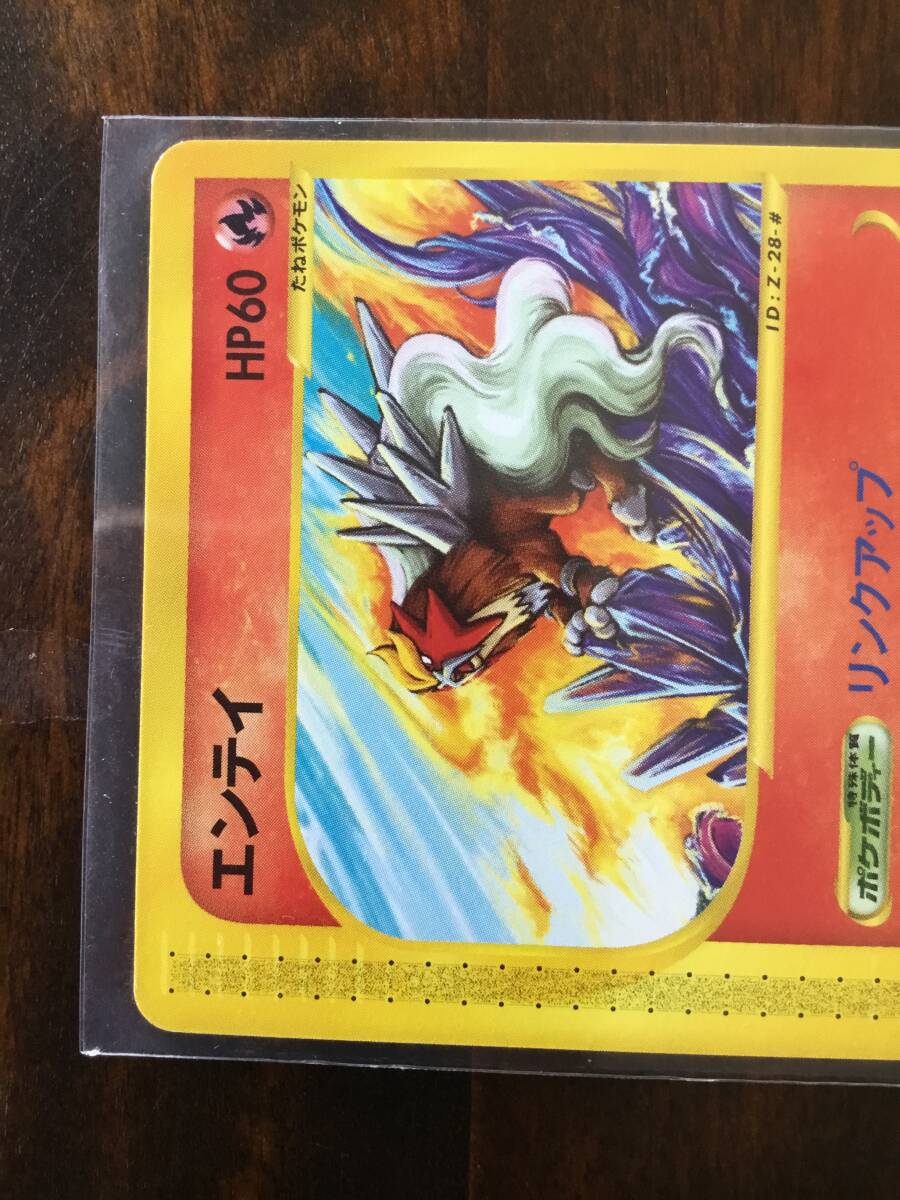 エンテイ HP60
たねポケモン
ID:Z-28-#
特殊体質
ポケボディー リンクアップ